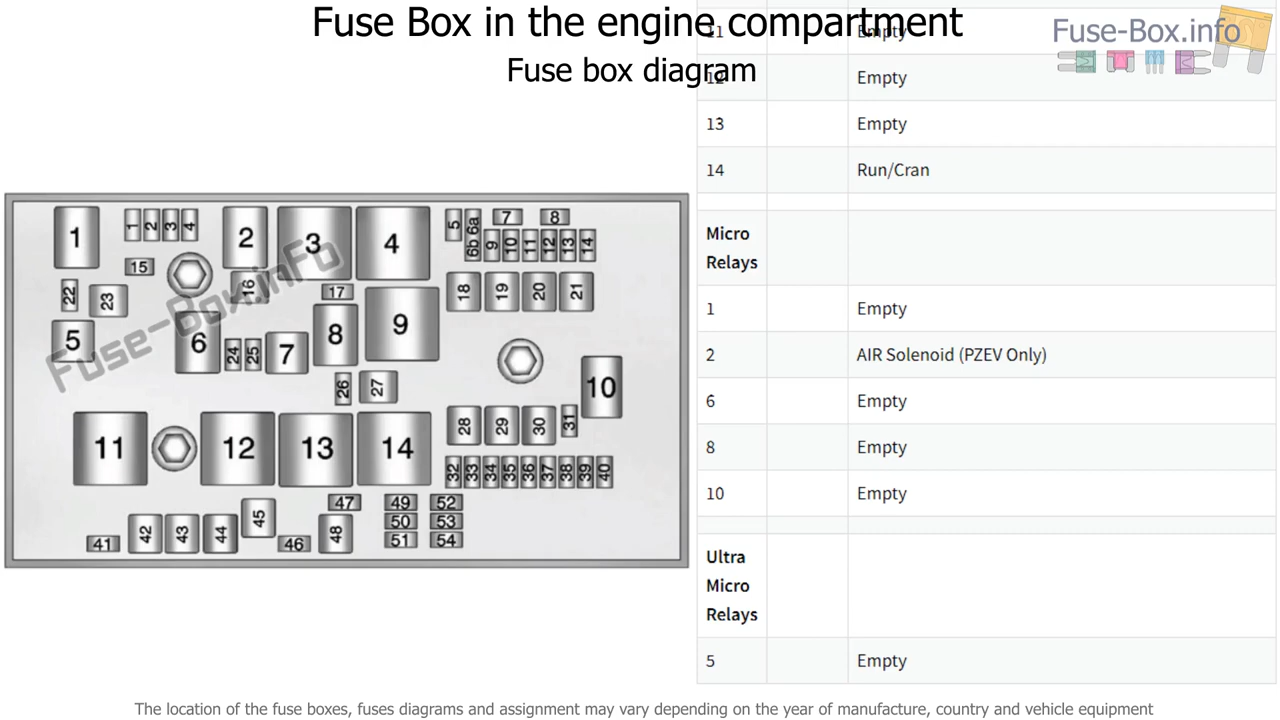 Fuse Box in the engine compartment
Fuse box diagram
Fuse-Box.info
11 Empty
12 Empty
13 Empty
14 Run/Cran
Micro
Relays
1 Empty
2 AIR Solenoid (PZEV Only)
6 Empty
8 Empty
10 Empty
Ultra
Micro
Relays
5 Empty
1 1 2 3 4 2 3 4 5 6b 6a 7 8
9 10 11 12 13 14
15 16 17 18 19 20 21
22 23
5 6 24 25 7 8 9
26 27 10
11 12 13 14 28 29 30 31
32 33 34 35 36 37 38 39 40
41 42 43 44 45 46 47 48
49 52
50 53
51 54
Fuse-Box.inFo
The location of the fuse boxes, fuses diagrams and assignment may vary depending on the year of manufacture, country and vehicle equipment